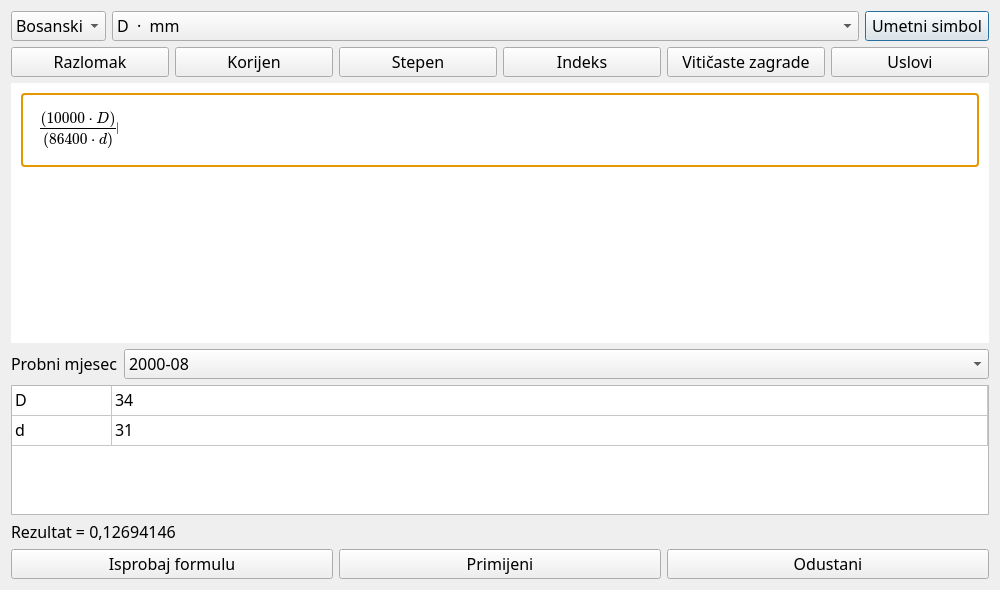 Bosanski D · mm Umetni simbol
Razlomak Korijen Stepen Indeks Vitičaste zagrade Uslovi
(10000 · D)
(86400 · d)
Probni mjesec 2000-08
D 34
d 31
Rezultat = 0,12694146
Isprobaj formulu Primijeni Odustani